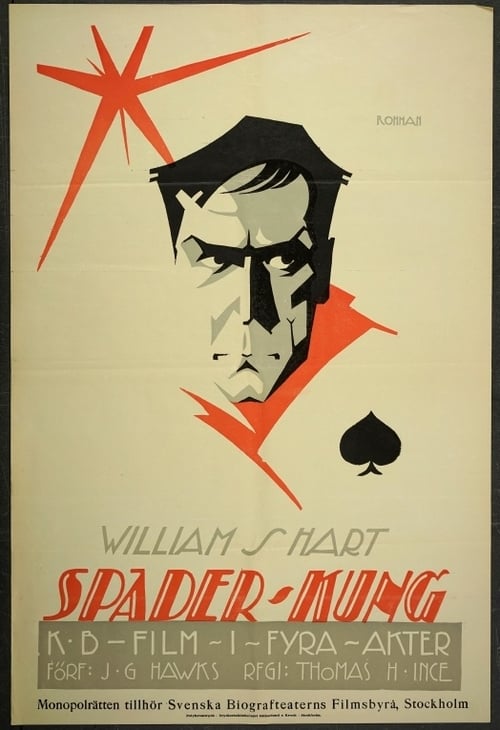 ROHMAN
WILLIAM S HART
SPADER-KUNG
K·B–FILM~I~FYRA~AKTER
FÖRF: J·G HAWKS REGI: THOMAS H·INCE
Monopolrätten tillhör Svenska Biografteaterns Filmsbyrå, Stockholm